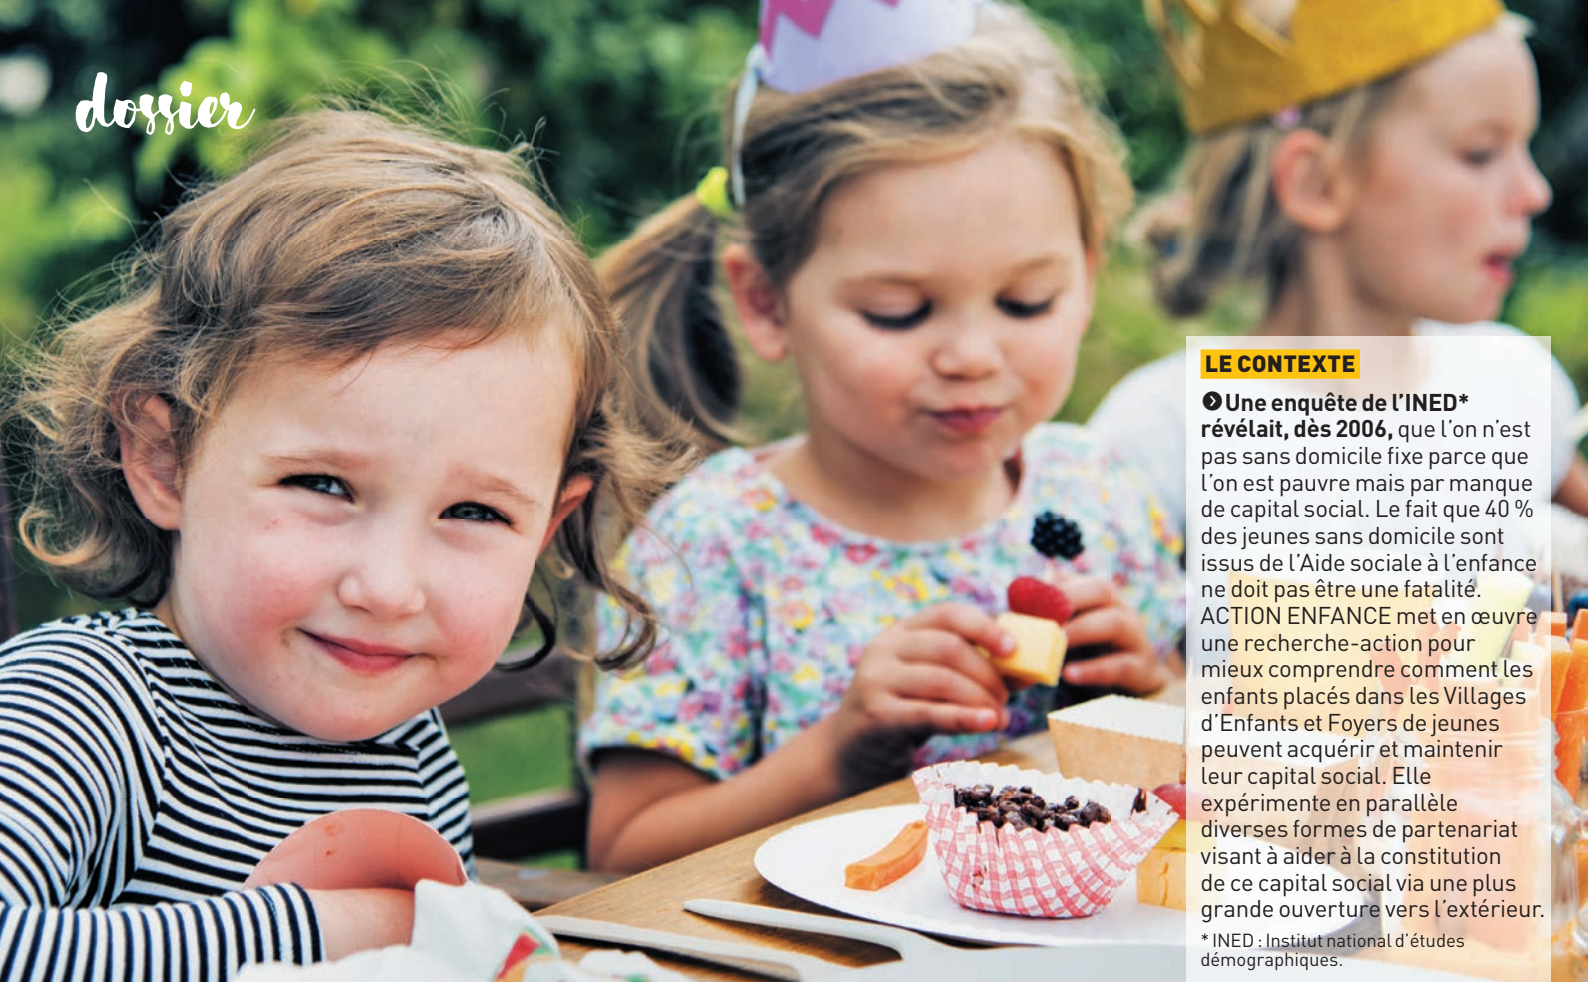 dossier
LE CONTEXTE
Une enquête de l'INED*
révélait, dès 2006, que l'on n'est
pas sans domicile fixe parce que
l'on est pauvre mais par manque
de capital social. Le fait que 40 %
des jeunes sans domicile sont
issus de l'Aide sociale à l'enfance
ne doit pas être une fatalité.
ACTION ENFANCE met en œuvre
une recherche-action pour
mieux comprendre comment les
enfants placés dans les Villages
d'Enfants et Foyers de jeunes
peuvent acquérir et maintenir
leur capital social. Elle
expérimente en parallèle
diverses formes de partenariat
visant à aider à la constitution
de ce capital social via une plus
grande ouverture vers l'extérieur.
* INED : Institut national d'études
démographiques.